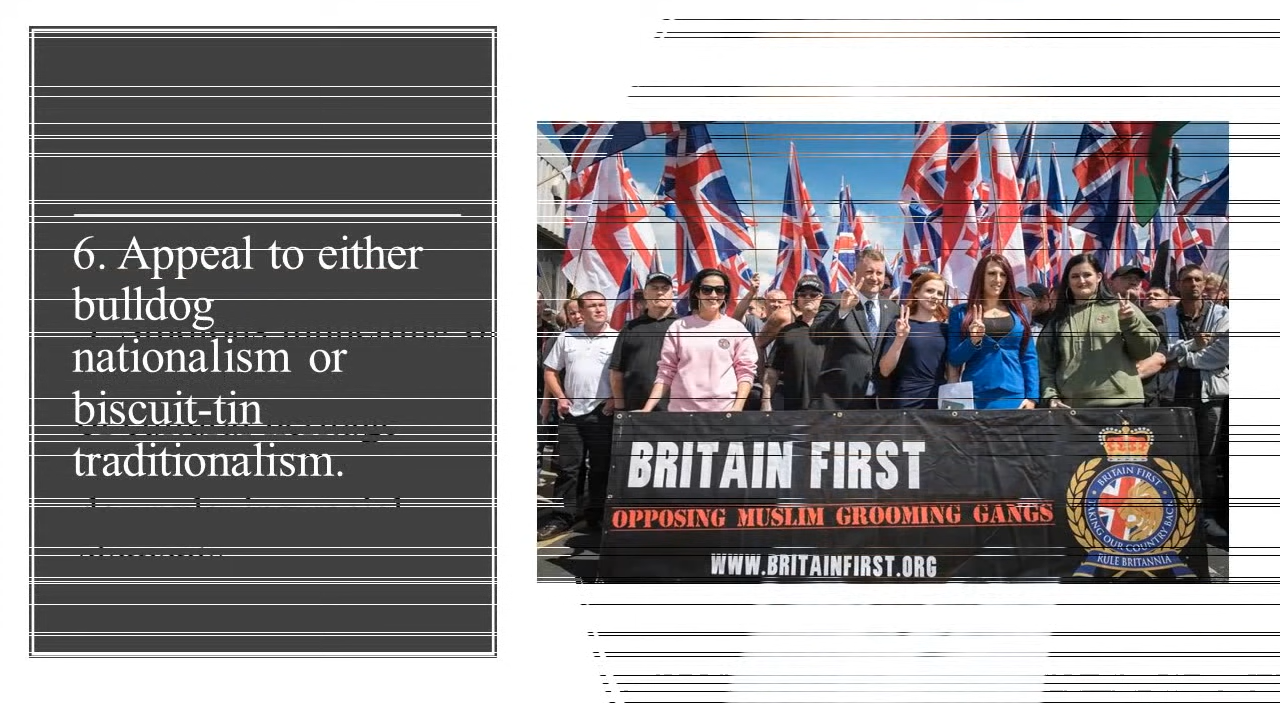 6. Appeal to either
bulldog
nationalism or
biscuit-tin
traditionalism.
BRITAIN FIRST
OPPOSING MUSLIM GROOMING GANGS
WWW.BRITAINFIRST.ORG
BRITAIN FIRST
TAKING OUR COUNTRY BACK
RULE BRITANNIA